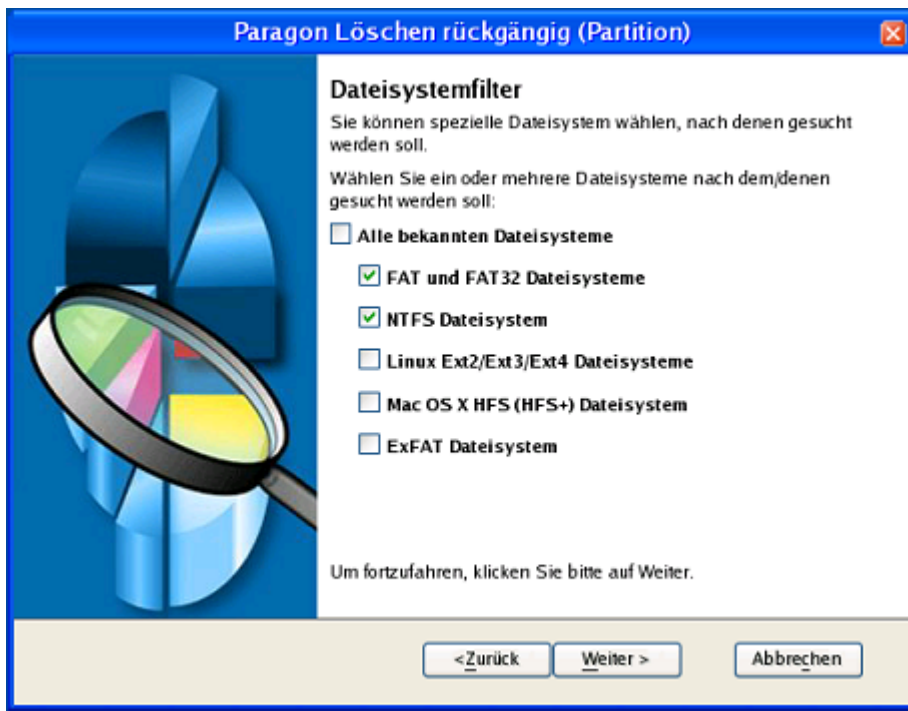 Paragon Löschen rückgängig (Partition)
Dateisystemfilter
Sie können spezielle Dateisystem wählen, nach denen gesucht
werden soll.
Wählen Sie ein oder mehrere Dateisysteme nach dem/denen
gesucht werden soll:
Alle bekannten Dateisysteme
FAT und FAT32 Dateisysteme
NTFS Dateisystem
Linux Ext2/Ext3/Ext4 Dateisysteme
Mac OS X HFS (HFS+) Dateisystem
ExFAT Dateisystem
Um fortzufahren, klicken Sie bitte auf Weiter.
<Zurück Weiter > Abbrechen